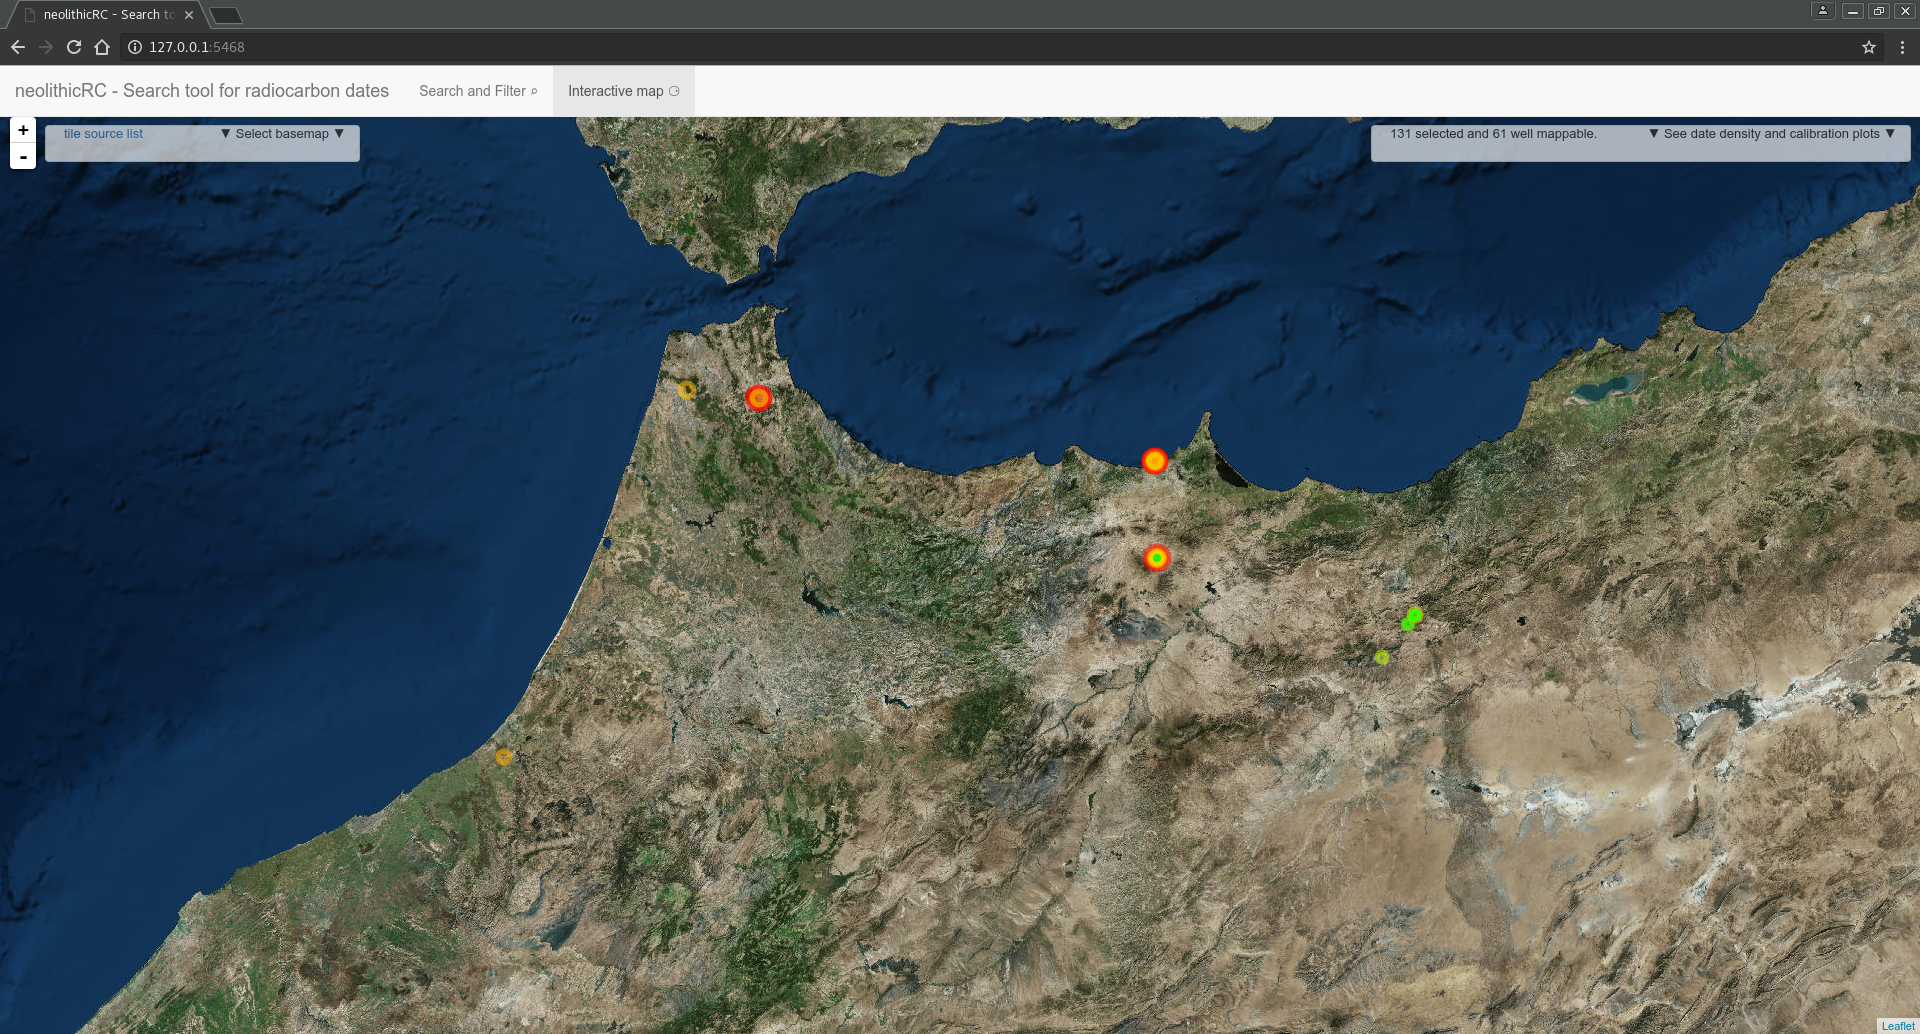 neolithicRC - Search to
127.0.0.1:5468
neolithicRC - Search tool for radiocarbon dates
Search and Filter
Interactive map
+
-
tile source list
▼ Select basemap ▼
131 selected and 61 well mappable.
▼ See date density and calibration plots ▼
Leaflet